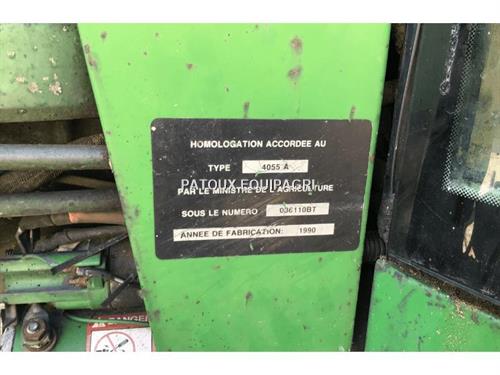 HOMOLOGATION ACCORDEE AU
TYPE 4055 A
PATOUX EQUIPAGRI
PAR LE MINISTRE DE L'AGRICULTURE
SOUS LE NUMERO 036110BT
ANNEE DE FABRICATION: 1990
DANGER